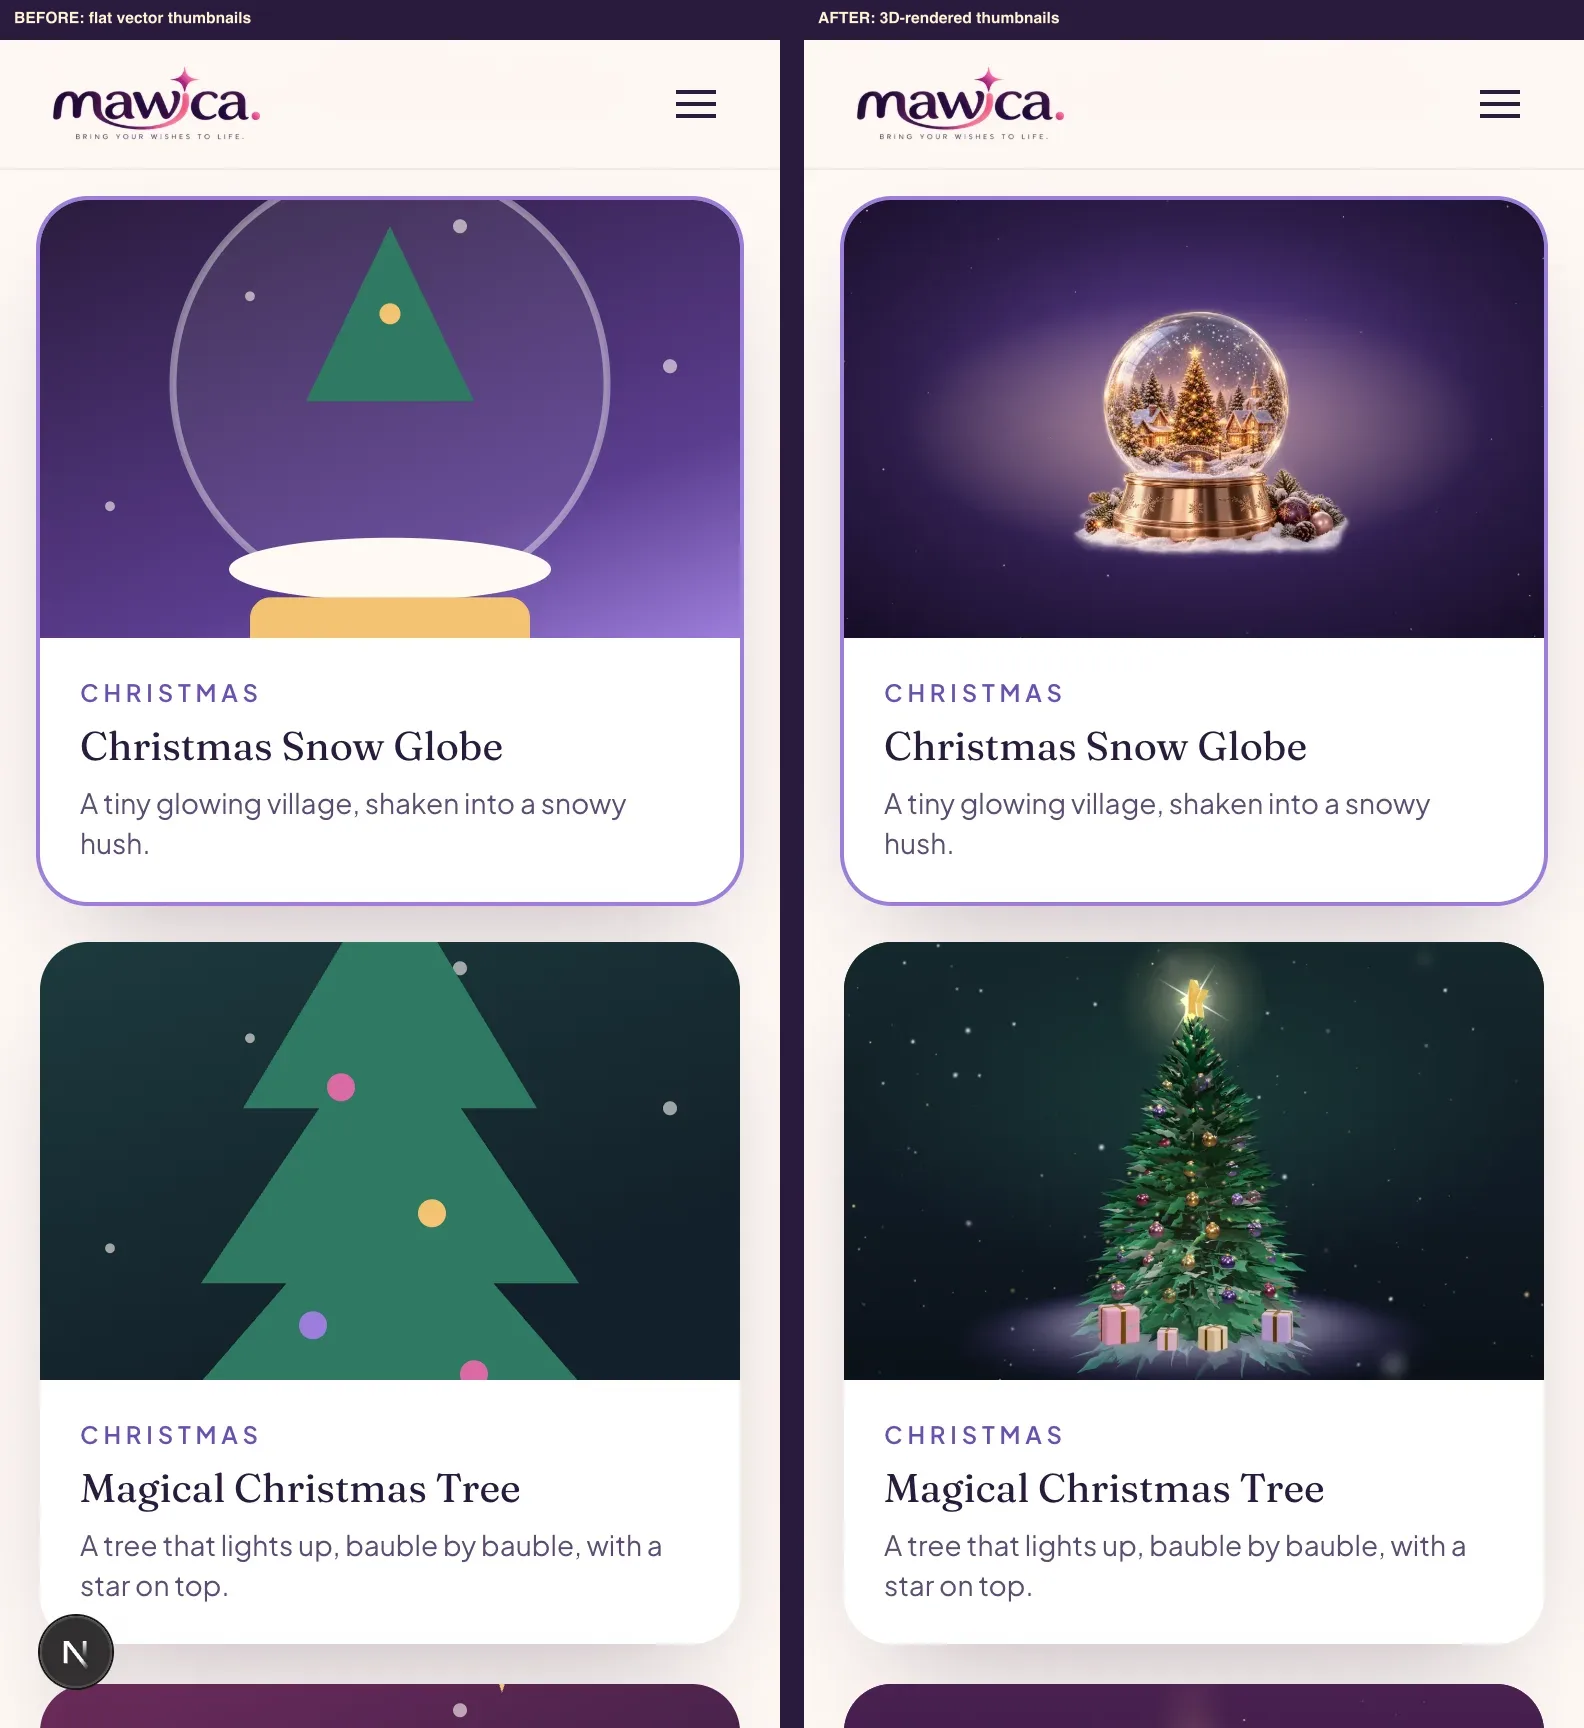 BEFORE: flat vector thumbnails
mawica.
BRING YOUR WISHES TO LIFE.
CHRISTMAS
Christmas Snow Globe
A tiny glowing village, shaken into a snowy
hush.
CHRISTMAS
Magical Christmas Tree
A tree that lights up, bauble by bauble, with a
star on top.
N
AFTER: 3D-rendered thumbnails
mawica.
BRING YOUR WISHES TO LIFE.
CHRISTMAS
Christmas Snow Globe
A tiny glowing village, shaken into a snowy
hush.
CHRISTMAS
Magical Christmas Tree
A tree that lights up, bauble by bauble, with a
star on top.